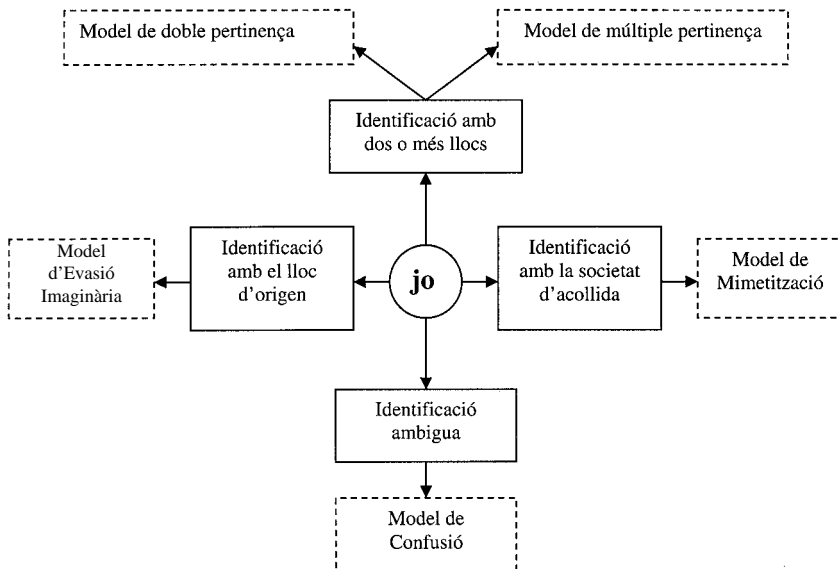 Model de doble pertinença
Model de múltiple pertinença
Identificació amb
dos o més llocs
Model
d'Evasió
Imaginària
Identificació
amb el lloc
d'origen
jo
Identificació
amb la societat
d'acollida
Model de
Mimetització
Identificació
ambigua
Model de
Confusió